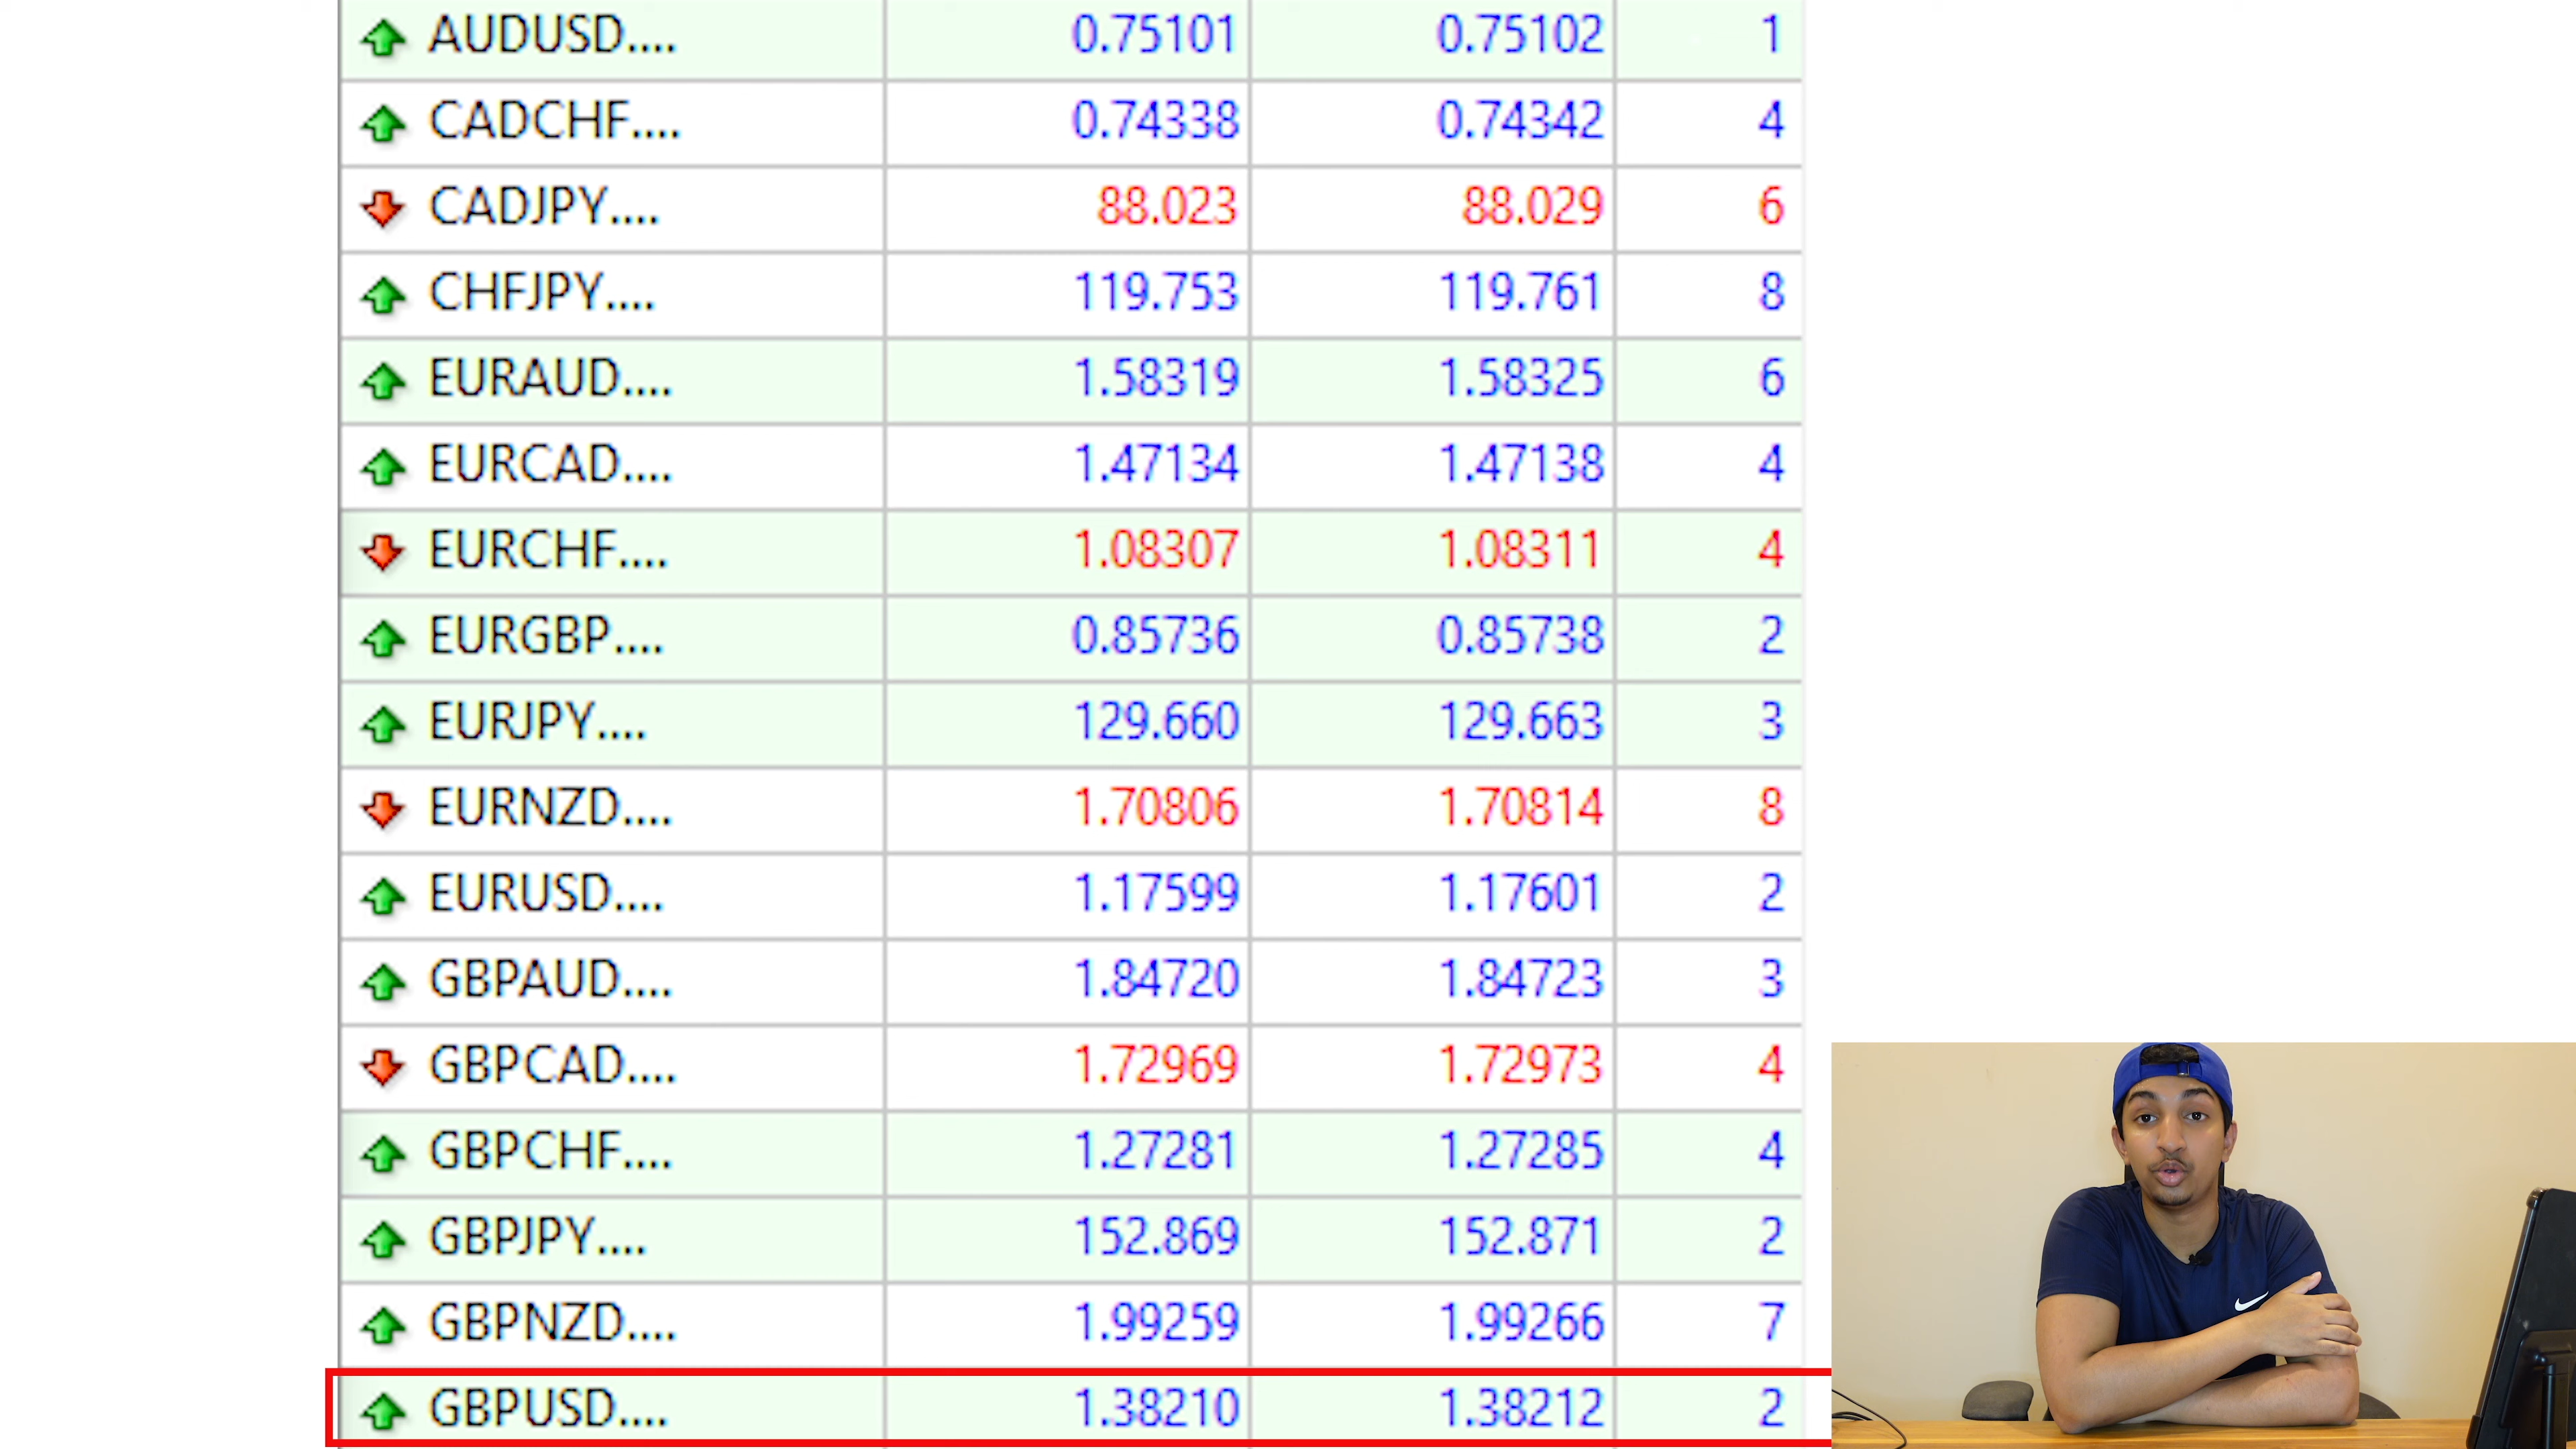 AUDUSD.... 0.75101 0.75102 1
CADCHF.... 0.74338 0.74342 4
CADJPY.... 88.023 88.029 6
CHFJPY.... 119.753 119.761 8
EURAUD.... 1.58319 1.58325 6
EURCAD.... 1.47134 1.47138 4
EURCHF.... 1.08307 1.08311 4
EURGBP.... 0.85736 0.85738 2
EURJPY.... 129.660 129.663 3
EURNZD.... 1.70806 1.70814 8
EURUSD.... 1.17599 1.17601 2
GBPAUD.... 1.84720 1.84723 3
GBPCAD.... 1.72969 1.72973 4
GBPCHF.... 1.27281 1.27285 4
GBPJPY.... 152.869 152.871 2
GBPNZD.... 1.99259 1.99266 7
GBPUSD.... 1.38210 1.38212 2